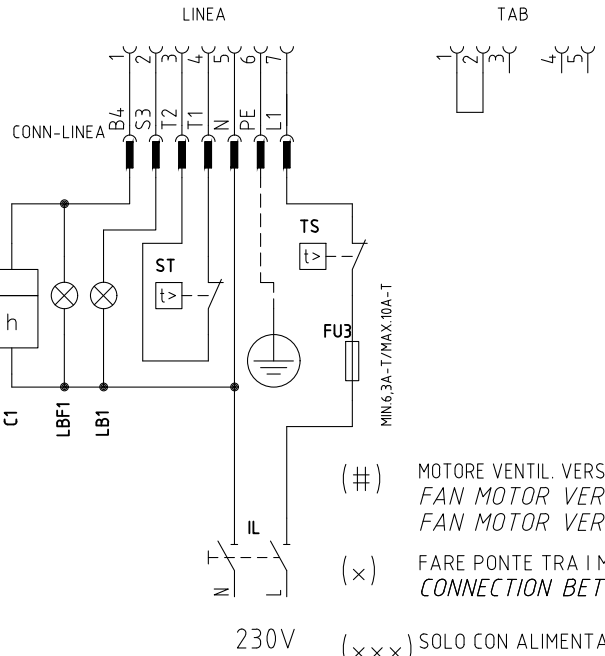 LINEA
TAB
1 2 3 4 5 6 7
1 2 3 4 5
CONN-LINEA
B4 S3 T2 T1 N PE L1
TS
t>
ST
t>
h
FU3
MIN.6,3A-T/MAX.10A-T
C1
LBF1
LB1
(#) MOTORE VENTIL. VERS
FAN MOTOR VER
FAN MOTOR VER
IL
(x) FARE PONTE TRA I M
CONNECTION BET
N L
230V
(xxx) SOLO CON ALIMENTA